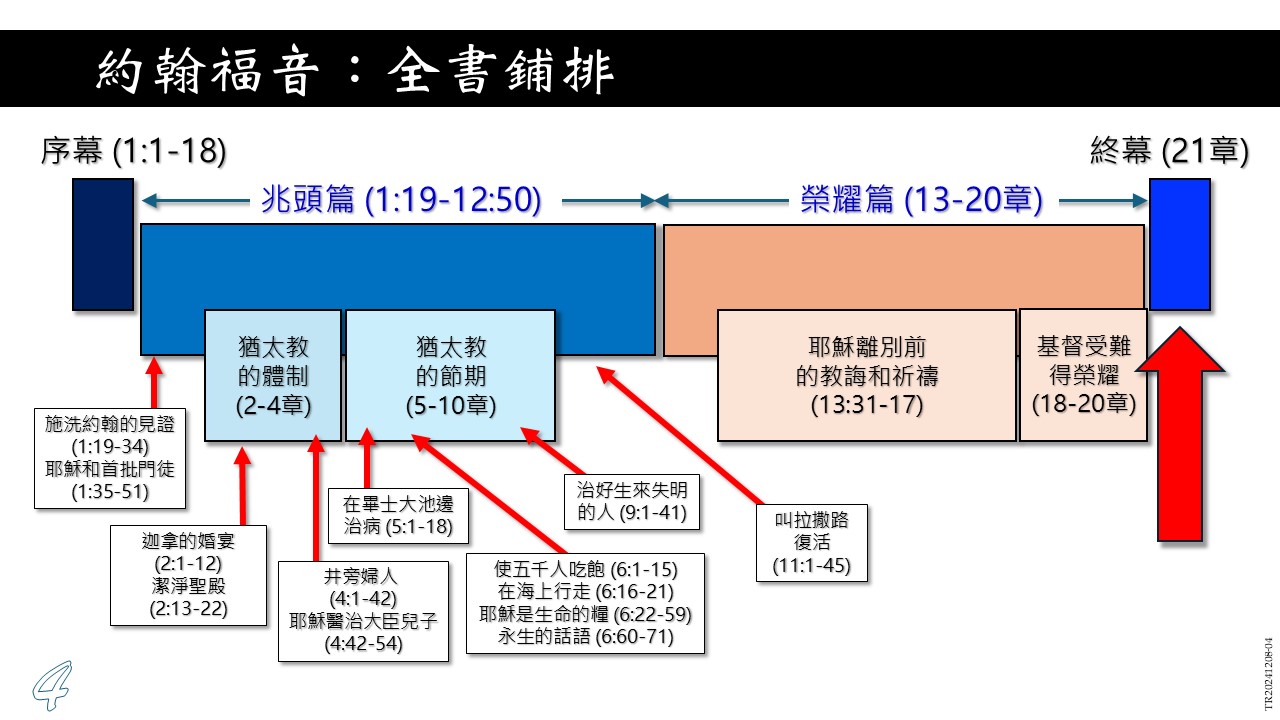 約翰福音：全書鋪排
序幕 (1:1-18)
終幕 (21章)
兆頭篇 (1:19-12:50)
榮耀篇 (13-20章)
猶太教
的體制
(2-4章)
猶太教
的節期
(5-10章)
耶穌離別前
的教誨和祈禱
(13:31-17)
基督受難
得榮耀
(18-20章)
施洗約翰的見證
(1:19-34)
耶穌和首批門徒
(1:35-51)
迦拿的婚宴
(2:1-12)
潔淨聖殿
(2:13-22)
井旁婦人
(4:1-42)
耶穌醫治大臣兒子
(4:42-54)
在畢士大池邊
治病 (5:1-18)
使五千人吃飽 (6:1-15)
在海上行走 (6:16-21)
耶穌是生命的糧 (6:22-59)
永生的話語 (6:60-71)
治好生來失明
的人 (9:1-41)
叫拉撒路
復活
(11:1-45)
4
TR20241208-04